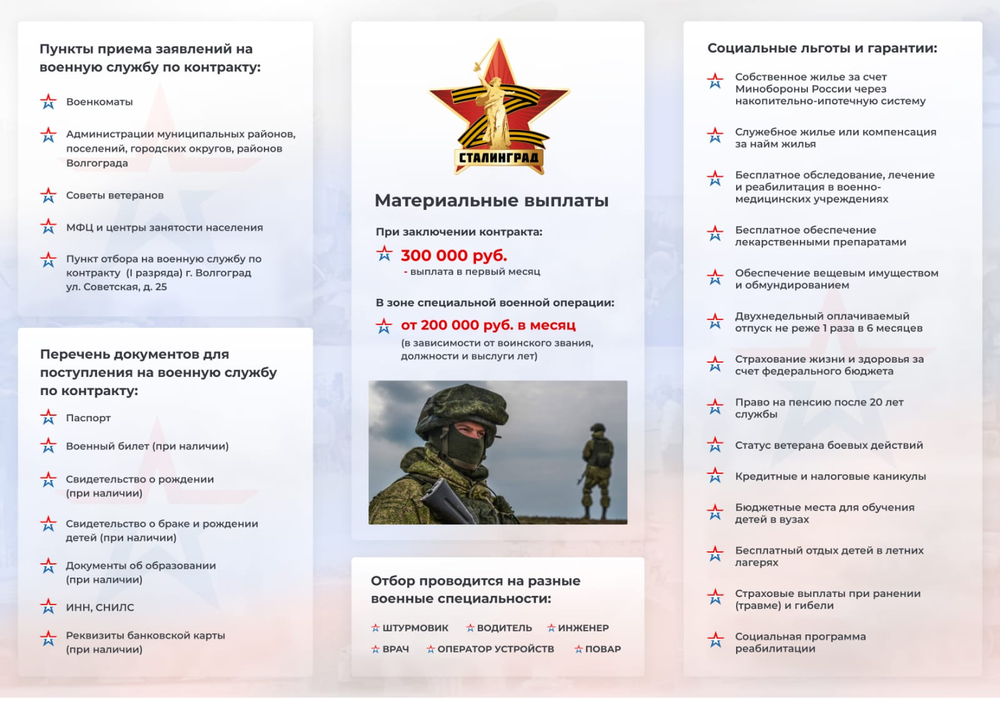 Пункты приема заявлений на
военную службу по контракту:
Военкоматы
Администрации муниципальных районов,
поселений, городских округов, районов
Волгограда
Советы ветеранов
МФЦ и центры занятости населения
Пункт отбора на военную службу по
контракту (I разряда) г. Волгоград
ул. Советская, д. 25
Перечень документов для
поступления на военную службу
по контракту:
Паспорт
Военный билет (при наличии)
Свидетельство о рождении
(при наличии)
Свидетельство о браке и рождении
детей (при наличии)
Документы об образовании
(при наличии)
ИНН, СНИЛС
Реквизиты банковской карты
(при наличии)
СТАЛИНГРАД
Материальные выплаты
При заключении контракта:
300 000 руб.
- выплата в первый месяц
В зоне специальной военной операции:
от 200 000 руб. в месяц
(в зависимости от воинского звания,
должности и выслуги лет)
Отбор проводится на разные
военные специальности:
ШТУРМОВИК ВОДИТЕЛЬ ИНЖЕНЕР
ВРАЧ ОПЕРАТОР УСТРОЙСТВ ПОВАР
Социальные льготы и гарантии:
Собственное жилье за счет
Минобороны России через
накопительно-ипотечную систему
Служебное жилье или компенсация
за найм жилья
Бесплатное обследование, лечение
и реабилитация в военно-
медицинских учреждениях
Бесплатное обеспечение
лекарственными препаратами
Обеспечение вещевым имуществом
и обмундированием
Двухнедельный оплачиваемый
отпуск не реже 1 раза в 6 месяцев
Страхование жизни и здоровья за
счет федерального бюджета
Право на пенсию после 20 лет
службы
Статус ветерана боевых действий
Кредитные и налоговые каникулы
Бюджетные места для обучения
детей в вузах
Бесплатный отдых детей в летних
лагерях
Страховые выплаты при ранении
(травме) и гибели
Социальная программа
реабилитации